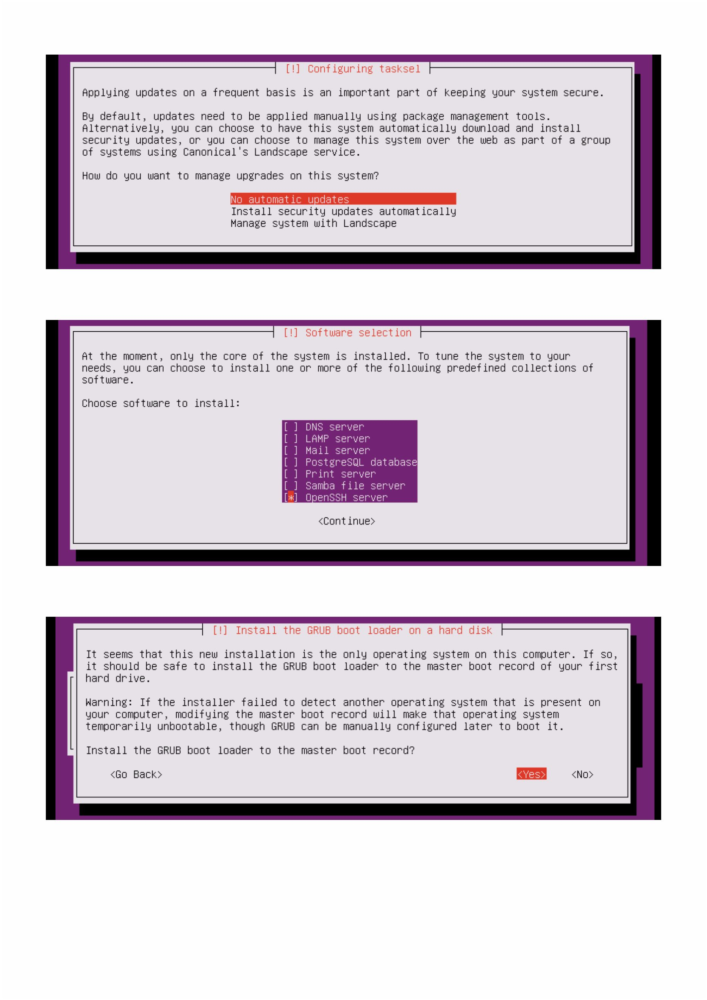 [!] Configuring tasksel
Applying updates on a frequent basis is an important part of keeping your system secure.
By default, updates need to be applied manually using package management tools.
Alternatively, you can choose to have this system automatically download and install
security updates, or you can choose to manage this system over the web as part of a group
of systems using Canonical's Landscape service.
How do you want to manage upgrades on this system?
No automatic updates
Install security updates automatically
Manage system with Landscape
[!] Software selection
At the moment, only the core of the system is installed. To tune the system to your
needs, you can choose to install one or more of the following predefined collections of
software.
Choose software to install:
[ ] DNS server
[ ] LAMP server
[ ] Mail server
[ ] PostgreSQL database
[ ] Print server
[ ] Samba file server
[*] OpenSSH server
<Continue>
[!] Install the GRUB boot loader on a hard disk
It seems that this new installation is the only operating system on this computer. If so,
it should be safe to install the GRUB boot loader to the master boot record of your first
hard drive.
Warning: If the installer failed to detect another operating system that is present on
your computer, modifying the master boot record will make that operating system
temporarily unbootable, though GRUB can be manually configured later to boot it.
Install the GRUB boot loader to the master boot record?
<Go Back> <Yes> <No>